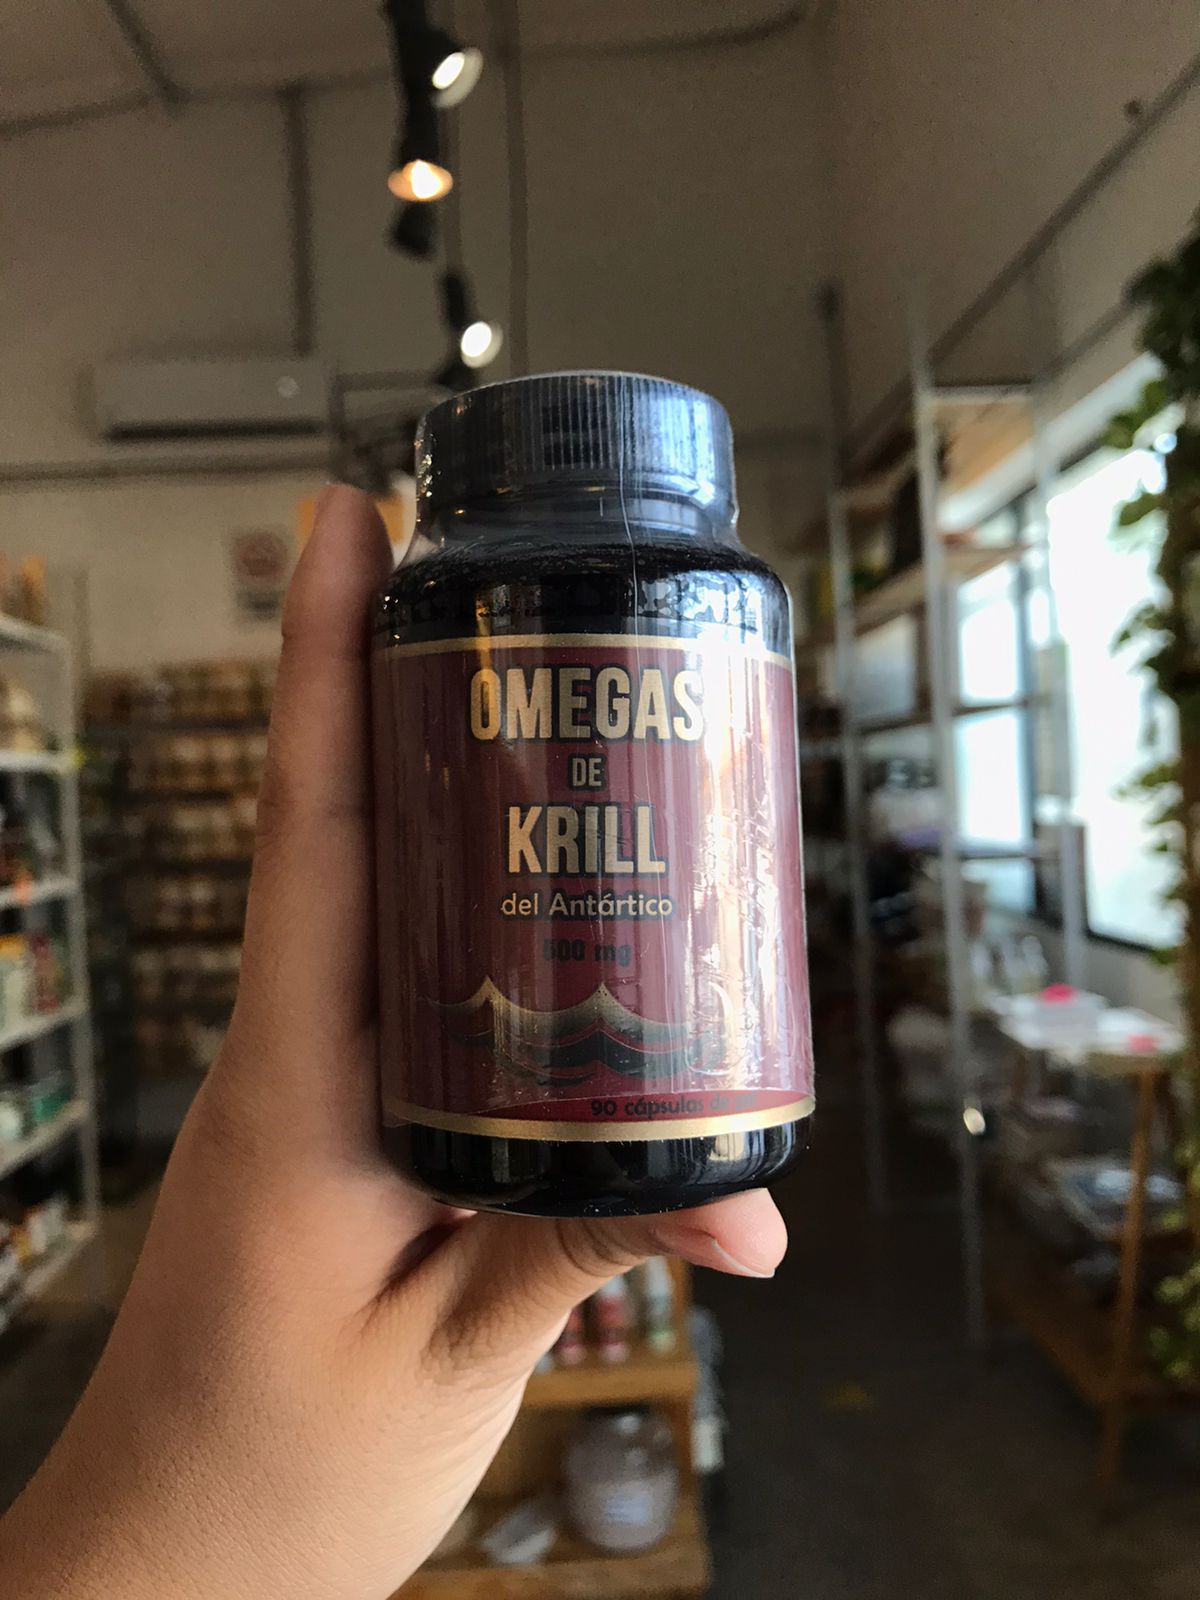 OMEGAS
DE
KRILL
del Antártico
500 mg
90 cápsulas de